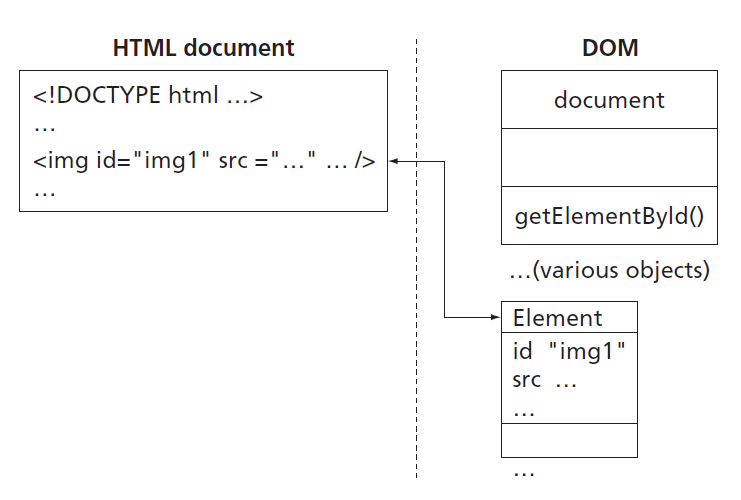 HTML document
<!DOCTYPE html ...>
...
<img id="img1" src ="..." ... />
...
DOM
document
getElementById()
...(various objects)
Element
id "img1"
src ...
...
...